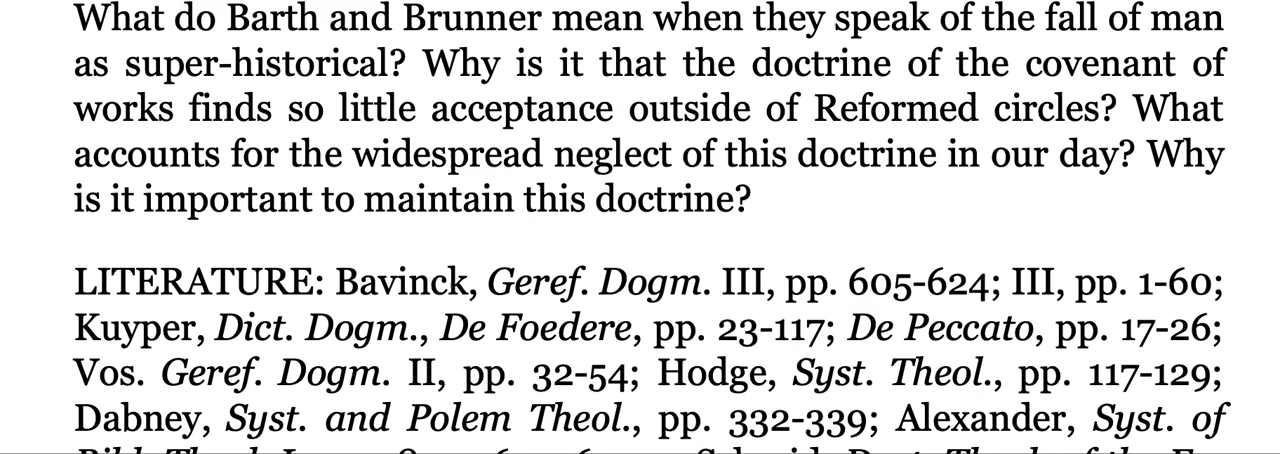 What do Barth and Brunner mean when they speak of the fall of man
as super-historical? Why is it that the doctrine of the covenant of
works finds so little acceptance outside of Reformed circles? What
accounts for the widespread neglect of this doctrine in our day? Why
is it important to maintain this doctrine?
LITERATURE: Bavinck, Geref. Dogm. III, pp. 605-624; III, pp. 1-60;
Kuyper, Dict. Dogm., De Foedere, pp. 23-117; De Peccato, pp. 17-26;
Vos. Geref. Dogm. II, pp. 32-54; Hodge, Syst. Theol., pp. 117-129;
Dabney, Syst. and Polem Theol., pp. 332-339; Alexander, Syst. of